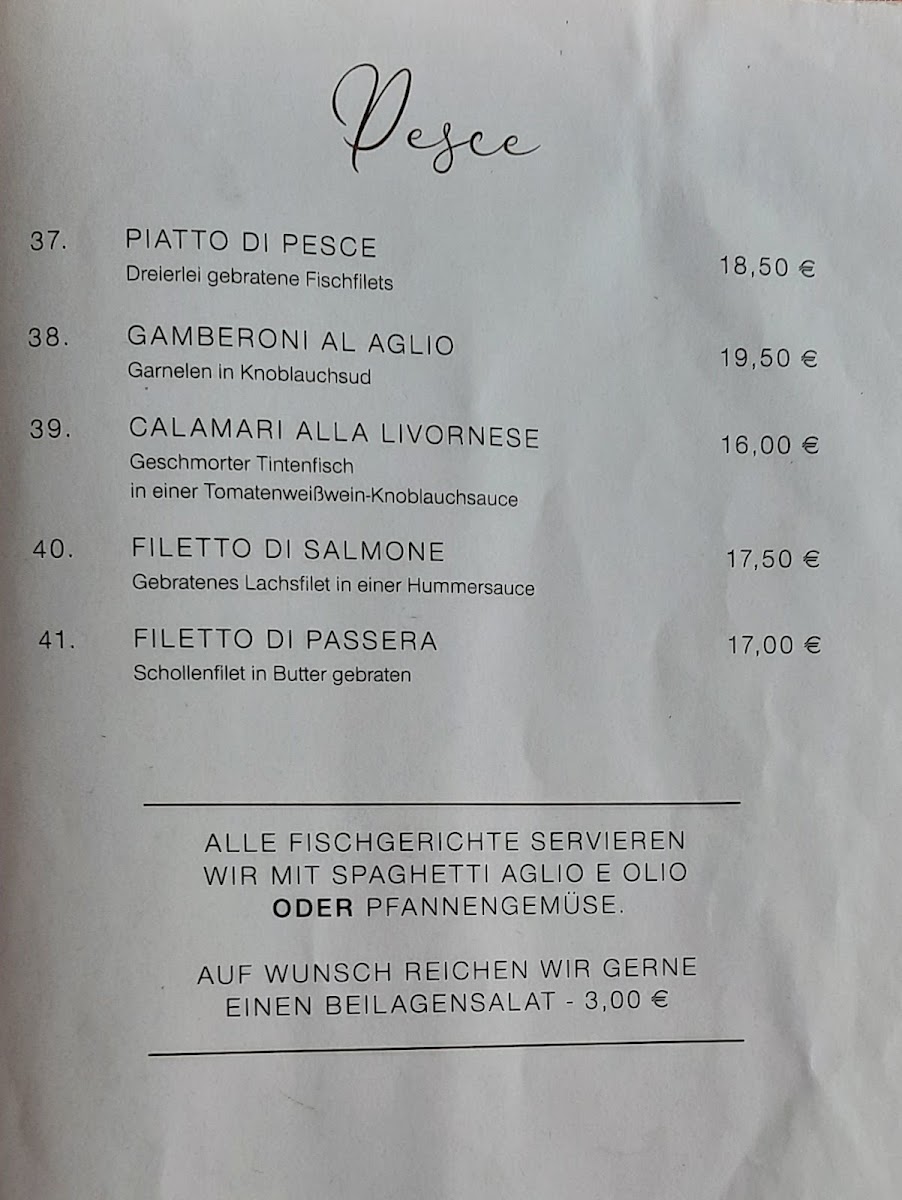 Pesce
37. PIATTO DI PESCE 18,50 €
Dreierlei gebratene Fischfilets
38. GAMBERONI AL AGLIO 19,50 €
Garnelen in Knoblauchsud
39. CALAMARI ALLA LIVORNESE 16,00 €
Geschmorter Tintenfisch
in einer Tomatenweißwein-Knoblauchsauce
40. FILETTO DI SALMONE 17,50 €
Gebratenes Lachsfilet in einer Hummersauce
41. FILETTO DI PASSERA 17,00 €
Schollenfilet in Butter gebraten
ALLE FISCHGERICHTE SERVIEREN
WIR MIT SPAGHETTI AGLIO E OLIO
ODER PFANNENGEMÜSE.
AUF WUNSCH REICHEN WIR GERNE
EINEN BEILAGENSALAT - 3,00 €